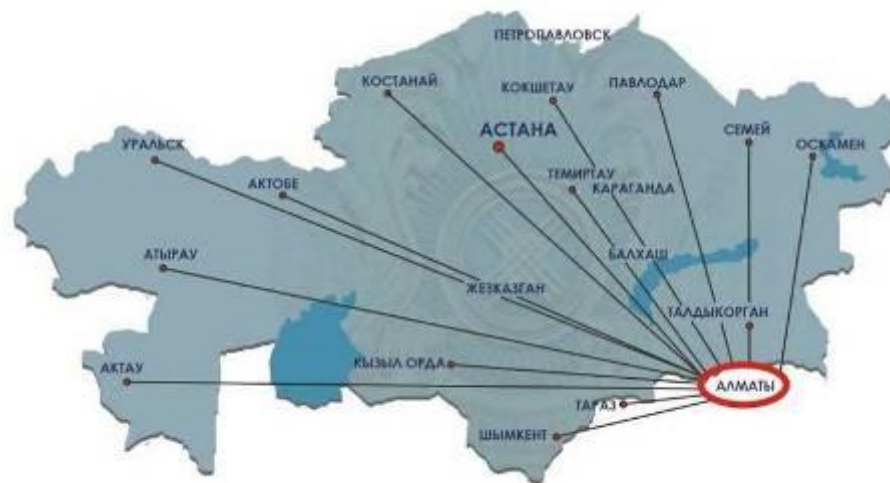 ПЕТРОПАВЛОВСК
КОСТАНАЙ
КОКШЕТАУ
ПАВЛОДАР
АСТАНА
СЕМЕЙ
УРАЛЬСК
ОСКАМЕН
АКТОБЕ
ТЕМИРТАУ
КАРАГАНДА
АТЫРАУ
БАЛХАШ
ЖЕЗКАЗГАН
ТАЛДЫКОРГАН
АКТАУ
КЫЗЫЛ ОРДА
АЛМАТЫ
ТАРАЗ
ШЫМКЕНТ